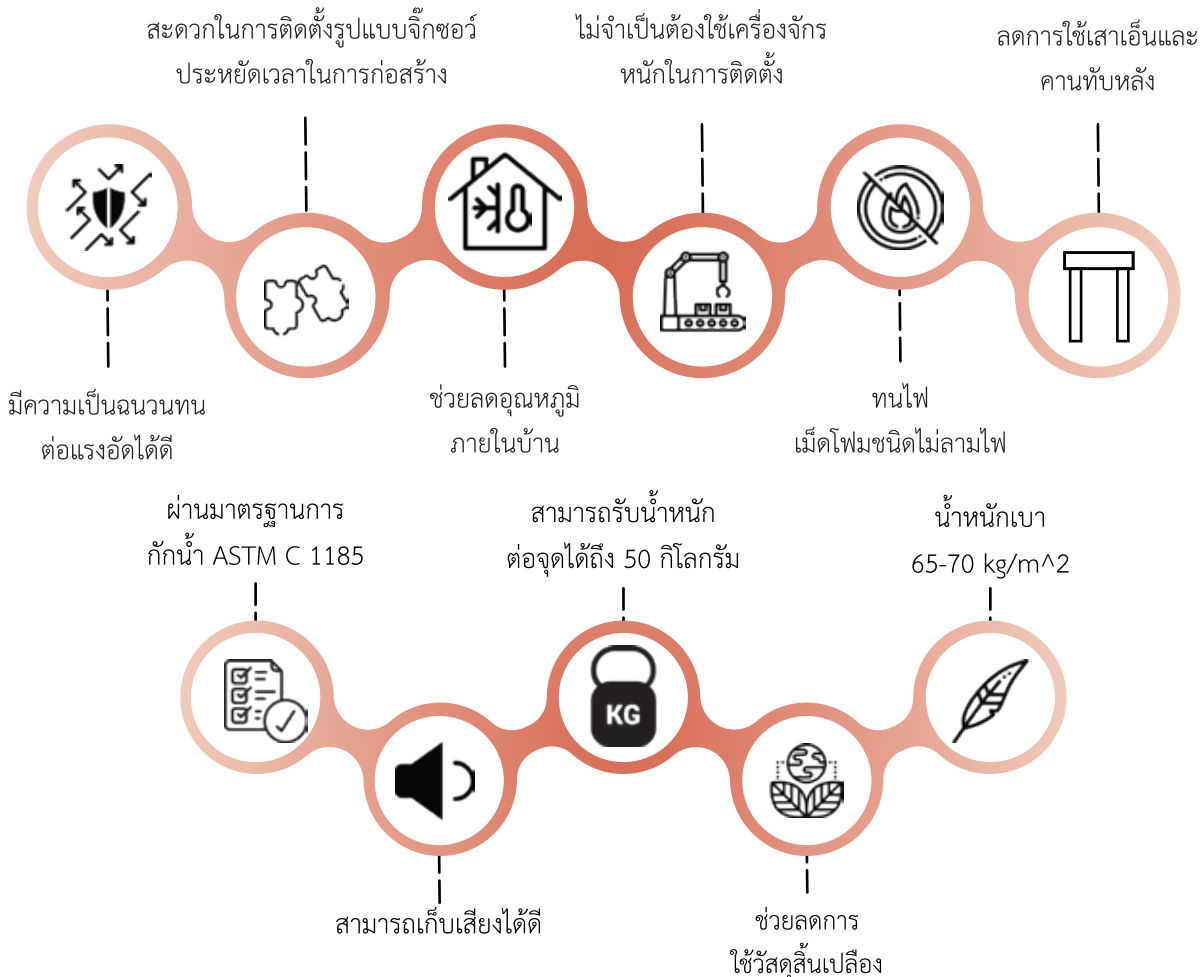 สะดวกในการติดตั้งรูปแบบจิ๊กซอว์
ประหยัดเวลาในการก่อสร้าง
ไม่จำเป็นต้องใช้เครื่องจักร
หนักในการติดตั้ง
ลดการใช้เสาเอ็นและ
คานทับหลัง
มีความเป็นฉนวนทน
ต่อแรงอัดได้ดี
ช่วยลดอุณหภูมิ
ภายในบ้าน
ทนไฟ
เม็ดโฟมชนิดไม่ลามไฟ
ผ่านมาตรฐานการ
กักน้ำ ASTM C 1185
สามารถรับน้ำหนัก
ต่อจุดได้ถึง 50 กิโลกรัม
น้ำหนักเบา
65-70 kg/m^2
KG
สามารถเก็บเสียงได้ดี
ช่วยลดการ
ใช้วัสดุสิ้นเปลือง